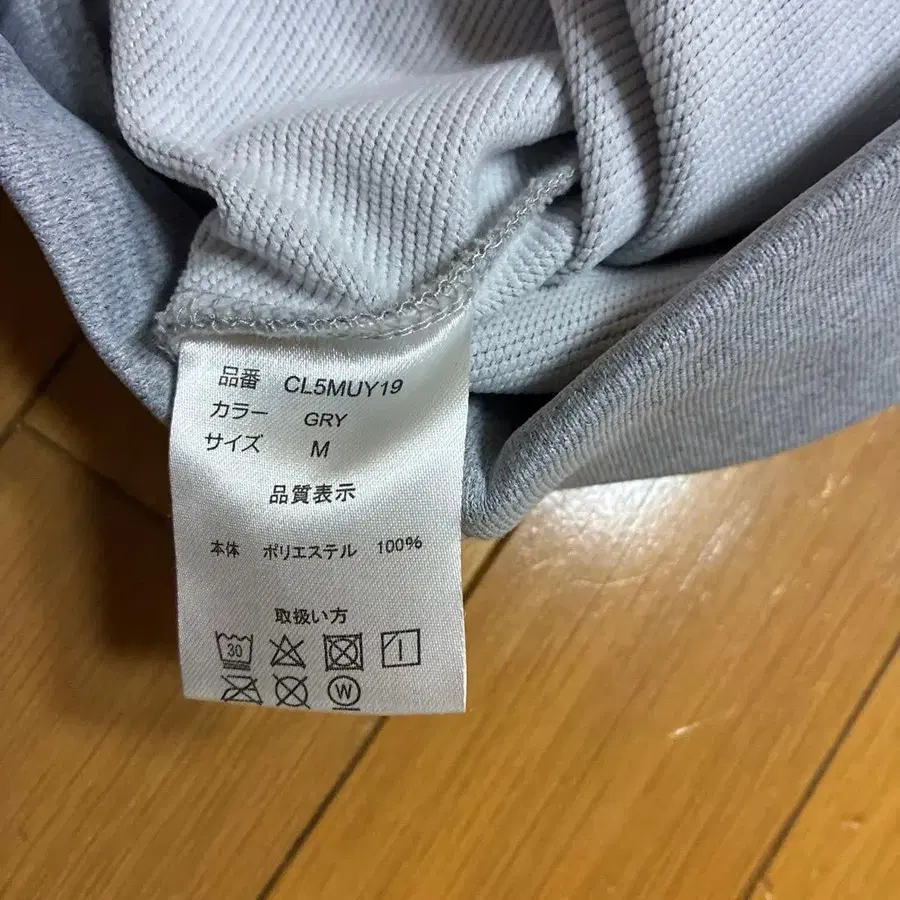 品番 CL5MUY19
カラー GRY
サイズ M
品質表示
本体 ポリエステル 100%
取扱い方
30
W